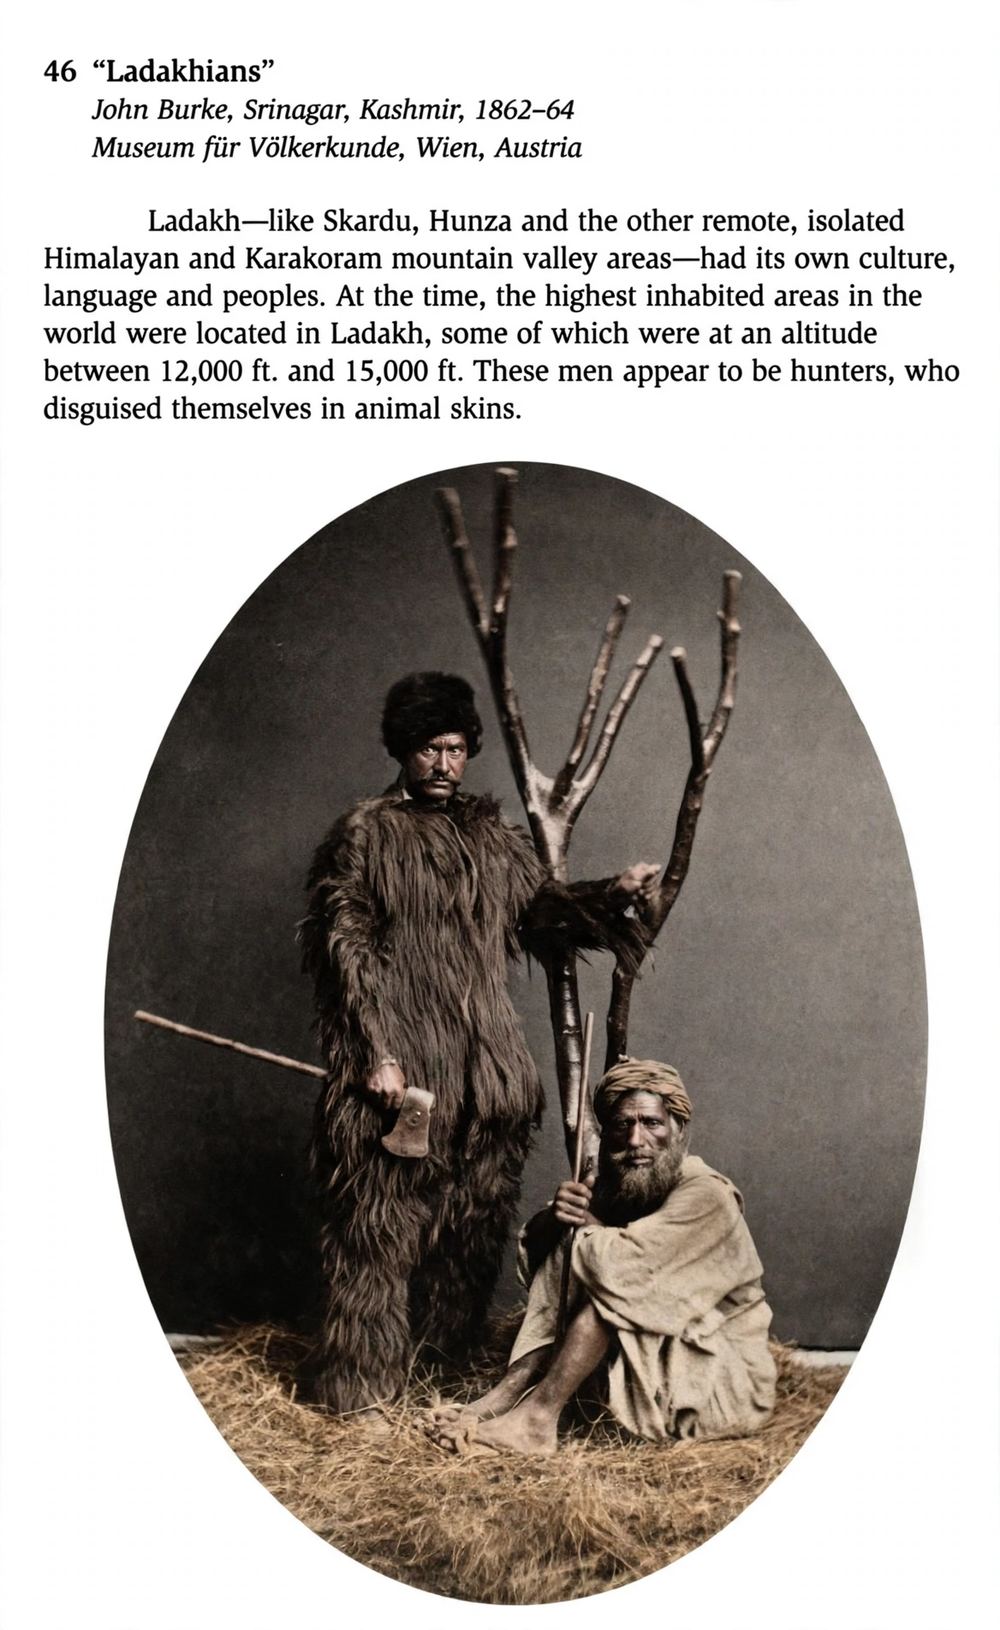 46 “Ladakhians”
John Burke, Srinagar, Kashmir, 1862–64
Museum für Völkerkunde, Wien, Austria
Ladakh—like Skardu, Hunza and the other remote, isolated
Himalayan and Karakoram mountain valley areas—had its own culture,
language and peoples. At the time, the highest inhabited areas in the
world were located in Ladakh, some of which were at an altitude
between 12,000 ft. and 15,000 ft. These men appear to be hunters, who
disguised themselves in animal skins.